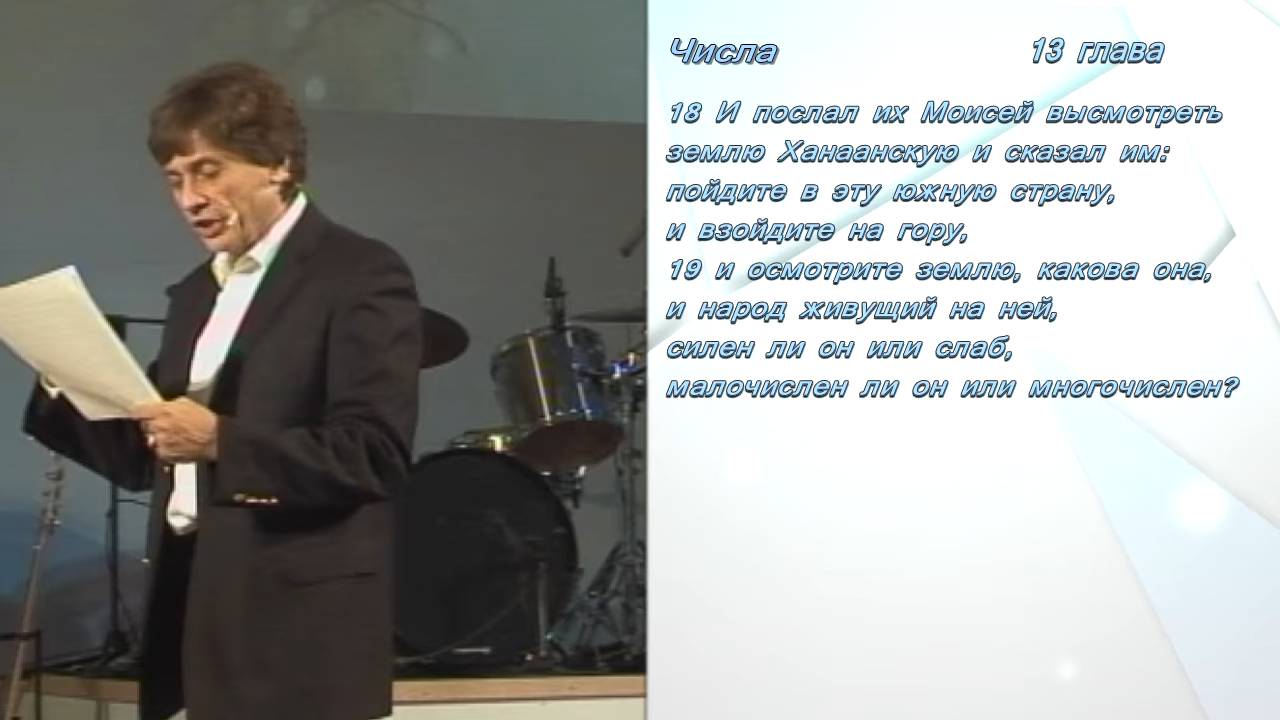 Числа 13 глава
18 И послал их Моисей высмотреть
землю Ханаанскую и сказал им:
пойдите в эту южную страну,
и взойдите на гору,
19 и осмотрите землю, какова она,
и народ живущий на ней,
силен ли он или слаб,
малочислен ли он или многочислен?